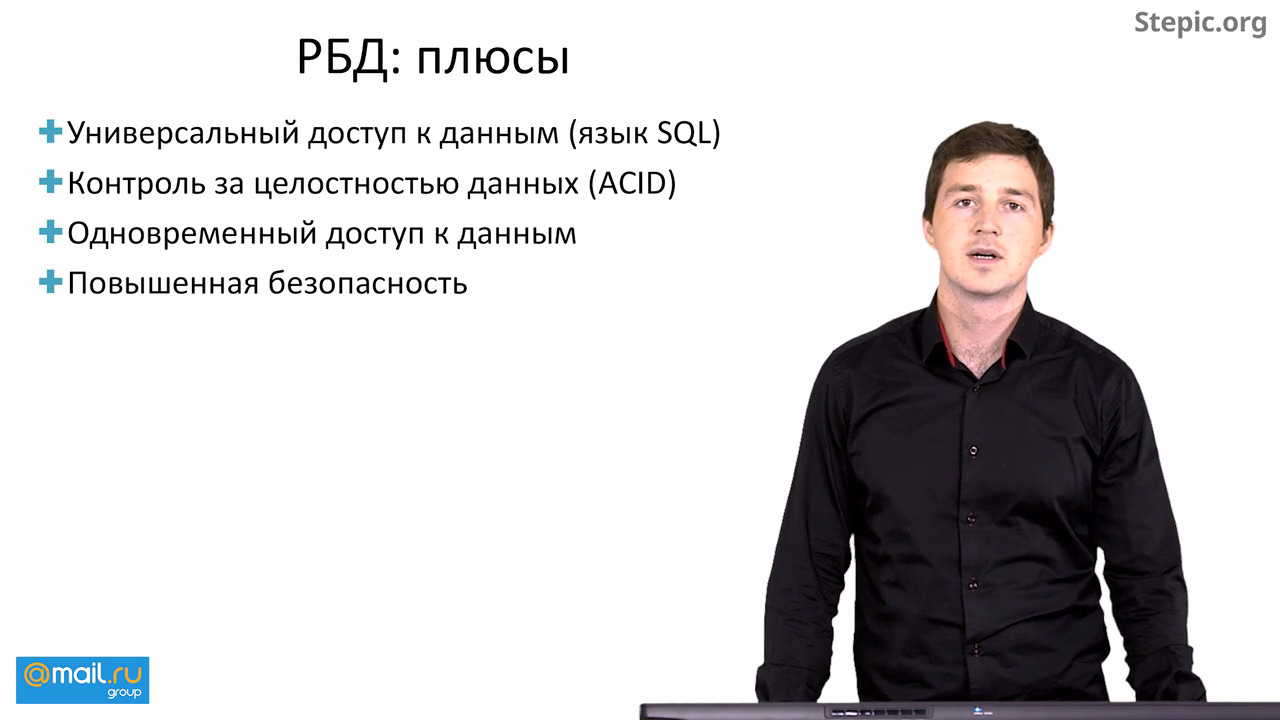 Stepic.org
РБД: плюсы
Универсальный доступ к данным (язык SQL)
Контроль за целостностью данных (ACID)
Одновременный доступ к данным
Повышенная безопасность
@mail.ru
group